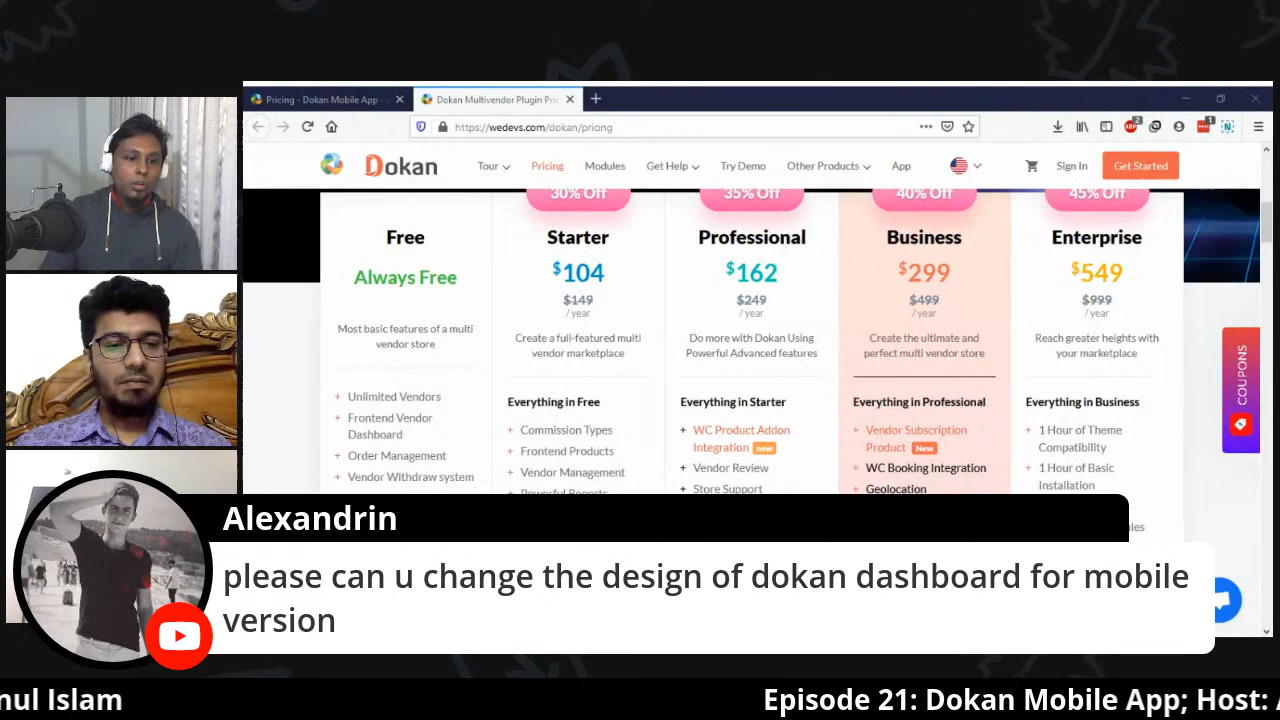 Pricing - Dokan Mobile App
Dokan Multivendor Plugin Pric
https://wedevs.com/dokan/pricing
2
1
Dokan
Tour
Pricing
Modules
Get Help
Try Demo
Other Products
App
Sign In
Get Started
30% Off
35% Off
40% Off
45% Off
Free
Always Free
Most basic features of a multi
vendor store
+ Unlimited Vendors
+ Frontend Vendor
Dashboard
+ Order Management
+ Vendor Withdraw system
Starter
$104
$149
/ year
Create a full-featured multi
vendor marketplace
Everything in Free
+ Commission Types
+ Frontend Products
+ Vendor Management
+ Powerful Reports
Professional
$162
$249
/ year
Do more with Dokan Using
Powerful Advanced features
Everything in Starter
+ WC Product Addon
Integration new
+ Vendor Review
+ Store Support
Business
$299
$499
/ year
Create the ultimate and
perfect multi vendor store
Everything in Professional
+ Vendor Subscription
Product New
+ WC Booking Integration
+ Geolocation
Enterprise
$549
$999
/ year
Reach greater heights with
your marketplace
Everything in Business
+ 1 Hour of Theme
Compatibility
+ 1 Hour of Basic
Installation
COUPONS
Alexandrin
please can u change the design of dokan dashboard for mobile
version
nul Islam
Episode 21: Dokan Mobile App; Host: